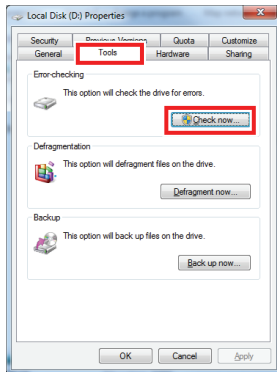 Local Disk (D:) Properties
Security Previous Versions Quota Customize
General Tools Hardware Sharing
Error-checking
This option will check the drive for errors.
Check now...
Defragmentation
This option will defragment files on the drive.
Defragment now...
Backup
This option will back up files on the drive.
Back up now...
OK Cancel Apply